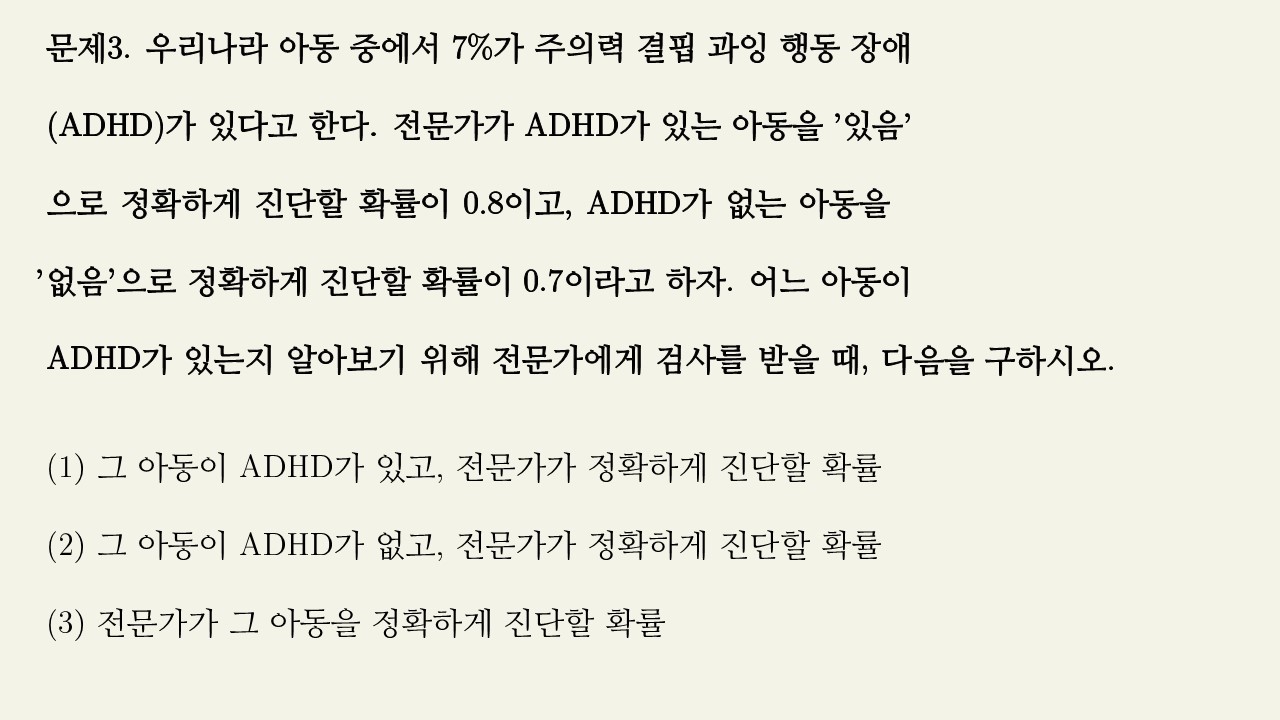 문제3. 우리나라 아동 중에서 7%가 주의력 결핍 과잉 행동 장애
(ADHD)가 있다고 한다. 전문가가 ADHD가 있는 아동을 ’있음’
으로 정확하게 진단할 확률이 0.8이고, ADHD가 없는 아동을
’없음’으로 정확하게 진단할 확률이 0.7이라고 하자. 어느 아동이
ADHD가 있는지 알아보기 위해 전문가에게 검사를 받을 때, 다음을 구하시오.
(1) 그 아동이 ADHD가 있고, 전문가가 정확하게 진단할 확률
(2) 그 아동이 ADHD가 없고, 전문가가 정확하게 진단할 확률
(3) 전문가가 그 아동을 정확하게 진단할 확률